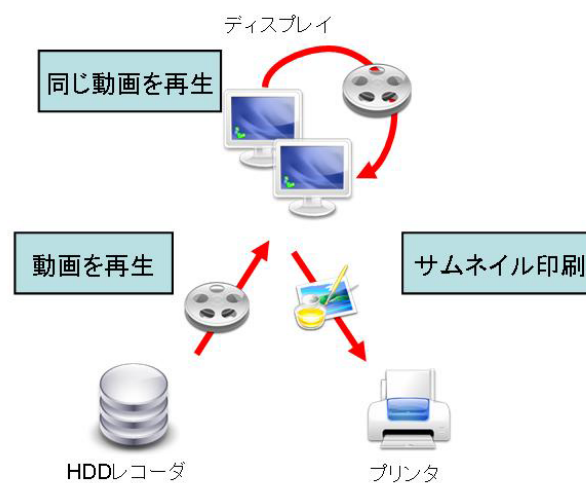 ディスプレイ
同じ動画を再生
動画を再生
サムネイル印刷
HDDレコーダ
プリンタ